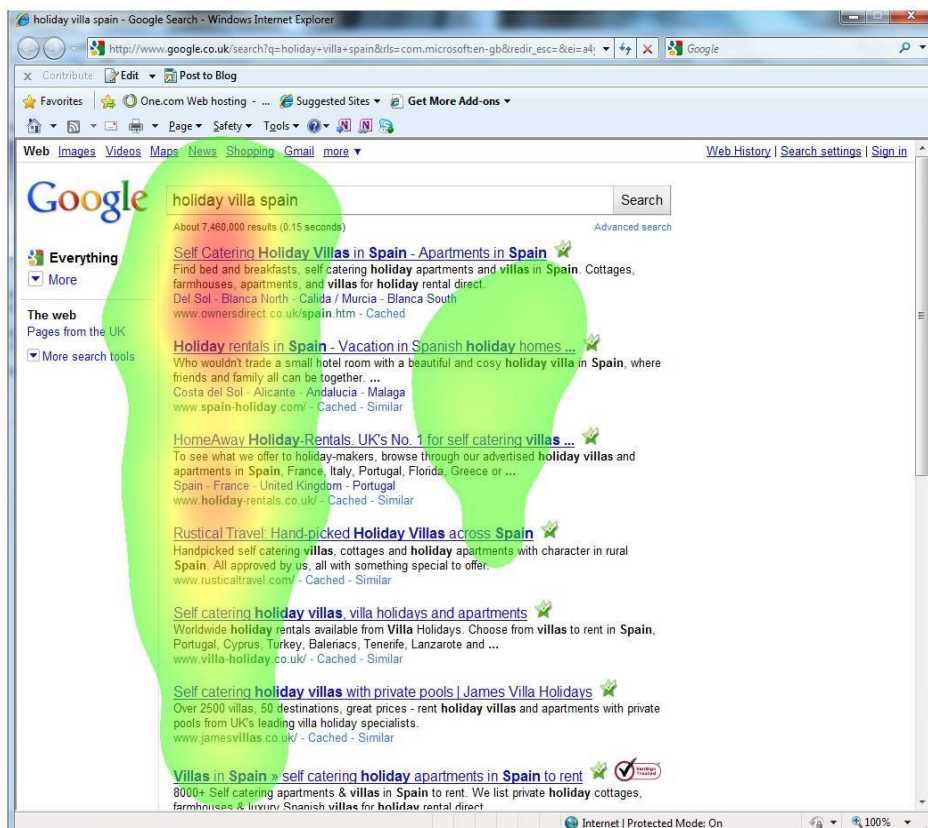 holiday villa spain - Google Search - Windows Internet Explorer
http://www.google.co.uk/search?q=holiday+villa+spain&rls=com.microsoft:en-gb&redir_esc=&ei=a4
Google
x Contribute Edit Post to Blog
Favorites One.com Web hosting - ... Suggested Sites Get More Add-ons
Page Safety Tools
Web Images Videos Maps News Shopping Gmail more
Web History | Search settings | Sign in
Google
holiday villa spain
Search
About 7,460,000 results (0.15 seconds)
Advanced search
Everything
More
The web
Pages from the UK
More search tools
Self Catering Holiday Villas in Spain - Apartments in Spain
Find bed and breakfasts, self catering holiday apartments and villas in Spain. Cottages,
farmhouses, apartments, and villas for holiday rental direct.
Del Sol - Blanca North - Calida / Murcia - Blanca South
www.ownersdirect.co.uk/spain.htm - Cached
Holiday rentals in Spain - Vacation in Spanish holiday homes ...
Who wouldn't trade a small hotel room with a beautiful and cosy holiday villa in Spain, where
friends and family all can be together. ...
Costa del Sol - Alicante - Andalucia - Malaga
www.spain-holiday.com/ - Cached - Similar
HomeAway Holiday-Rentals. UK's No. 1 for self catering villas ...
To see what we offer to holiday-makers, browse through our advertised holiday villas and
apartments in Spain, France, Italy, Portugal, Florida, Greece or ...
Spain - France - United Kingdom - Portugal
www.holiday-rentals.co.uk/ - Cached - Similar
Rustical Travel: Hand-picked Holiday Villas across Spain
Handpicked self catering villas, cottages and holiday apartments with character in rural
Spain. All approved by us, all with something special to offer.
www.rusticaltravel.com/ - Cached - Similar
Self catering holiday villas, villa holidays and apartments
Worldwide holiday rentals available from Villa Holidays. Choose from villas to rent in Spain,
Portugal, Cyprus, Turkey, Baleriacs, Tenerife, Lanzarote and ...
www.villa-holiday.co.uk/ - Cached - Similar
Self catering holiday villas with private pools | James Villa Holidays
Over 2500 villas, 50 destinations, great prices - rent holiday villas and apartments with private
pools from UK's leading villa holiday specialists.
www.jamesvillas.co.uk/ - Cached - Similar
Villas in Spain » self catering holiday apartments in Spain to rent
VeriSign
Trusted
8000+ Self catering apartments & villas in Spain to rent. We list private holiday cottages,
farmhouses & luxury Spanish villas for holiday rental direct
Internet | Protected Mode: On
100%